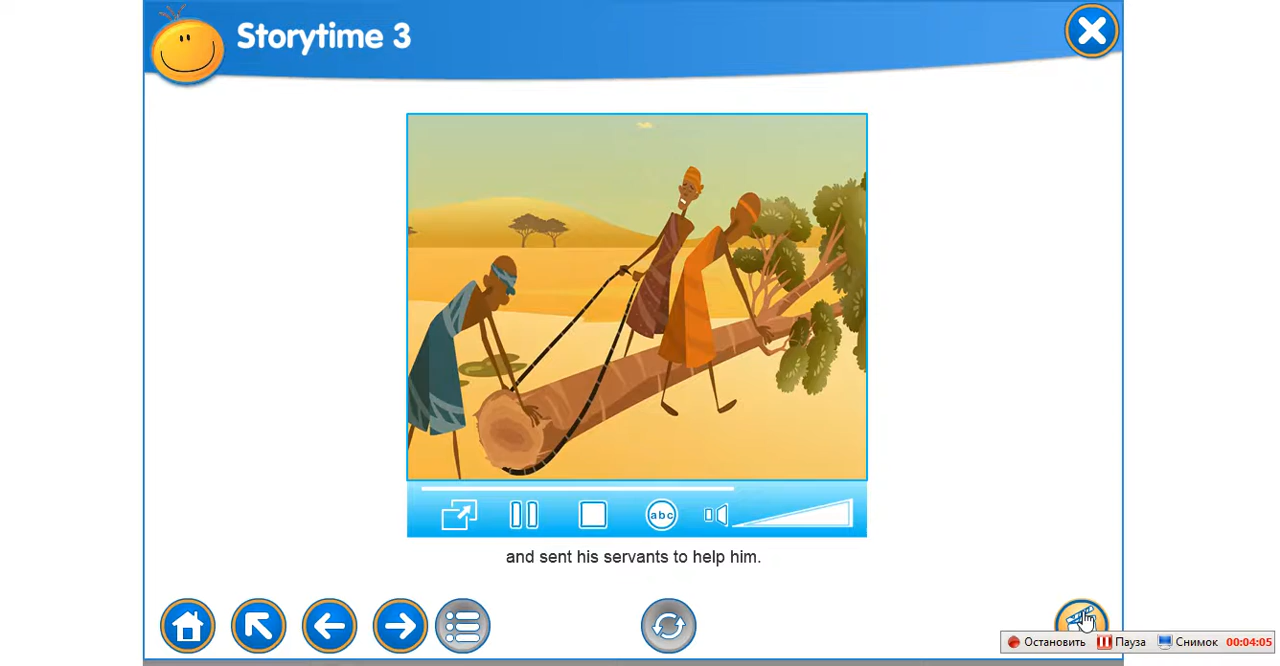 Storytime 3
abc
and sent his servants to help him.
Остановить Пауза Снимок 00:04:05